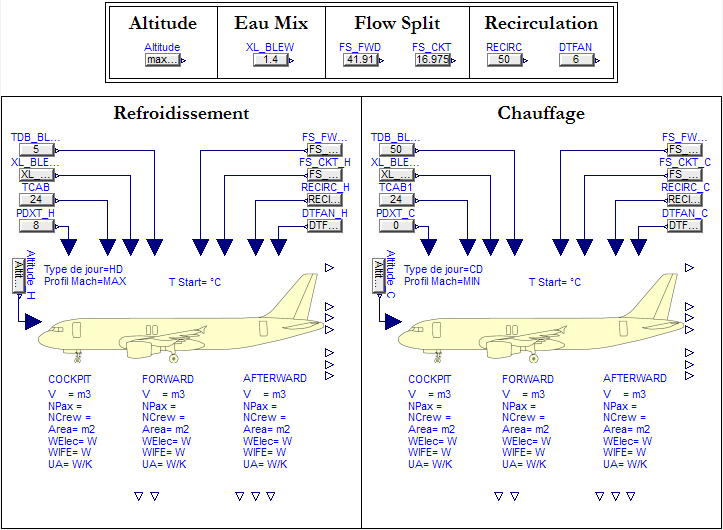 Altitude Eau Mix Flow Split Recirculation
Altitude XL_BLEW FS_FWD FS_CKT RECIRC DTFAN
max... 1.4 41.91 16.975 50 6
Refroidissement
TDB_BL...
5
XL_BLE...
XL_...
TCAB
24
PDXT_H
8
FS_FW...
FS_...
FS_CKT_H
FS_...
RECIRC_H
RECI...
DTFAN_H
DTF...
Altitude_H
Altit...
Type de jour=HD
Profil Mach=MAX
T Start= °C
COCKPIT
V = m3
NPax =
NCrew =
Area= m2
WElec= W
WIFE= W
UA= W/K
FORWARD
V = m3
NPax =
NCrew =
Area= m2
WElec= W
WIFE= W
UA= W/K
AFTERWARD
V = m3
NPax =
NCrew =
Area= m2
WElec= W
WIFE= W
UA= W/K
Chauffage
TDB_BL...
50
XL_BLE...
XL_...
TCAB1
24
PDXT_C
0
FS_FW...
FS_...
FS_CKT_C
FS_...
RECIRC_C
RECI...
DTFAN_C
DTF...
Altitude_C
Altit...
Type de jour=CD
Profil Mach=MIN
T Start= °C
COCKPIT
V = m3
NPax =
NCrew =
Area= m2
WElec= W
WIFE= W
UA= W/K
FORWARD
V = m3
NPax =
NCrew =
Area= m2
WElec= W
WIFE= W
UA= W/K
AFTERWARD
V = m3
NPax =
NCrew =
Area= m2
WElec= W
WIFE= W
UA= W/K